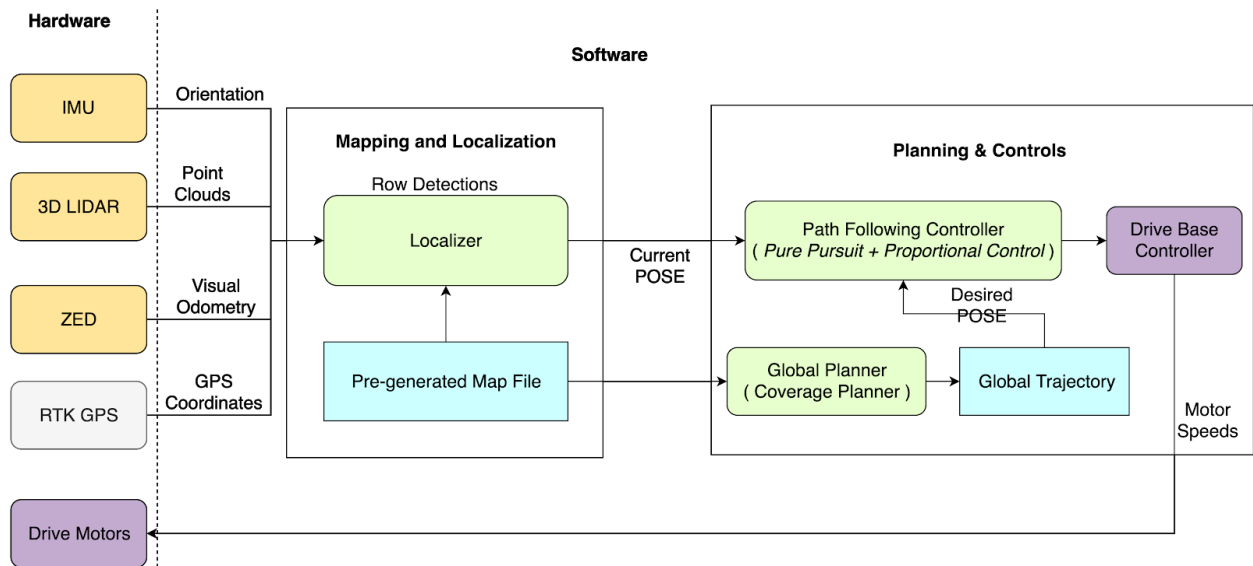 Hardware
Software
IMU
Orientation
3D LIDAR
Point
Clouds
ZED
Visual
Odometry
RTK GPS
GPS
Coordinates
Drive Motors
Mapping and Localization
Row Detections
Localizer
Pre-generated Map File
Current
POSE
Planning & Controls
Path Following Controller
( Pure Pursuit + Proportional Control )
Drive Base
Controller
Desired
POSE
Global Planner
( Coverage Planner )
Global Trajectory
Motor
Speeds